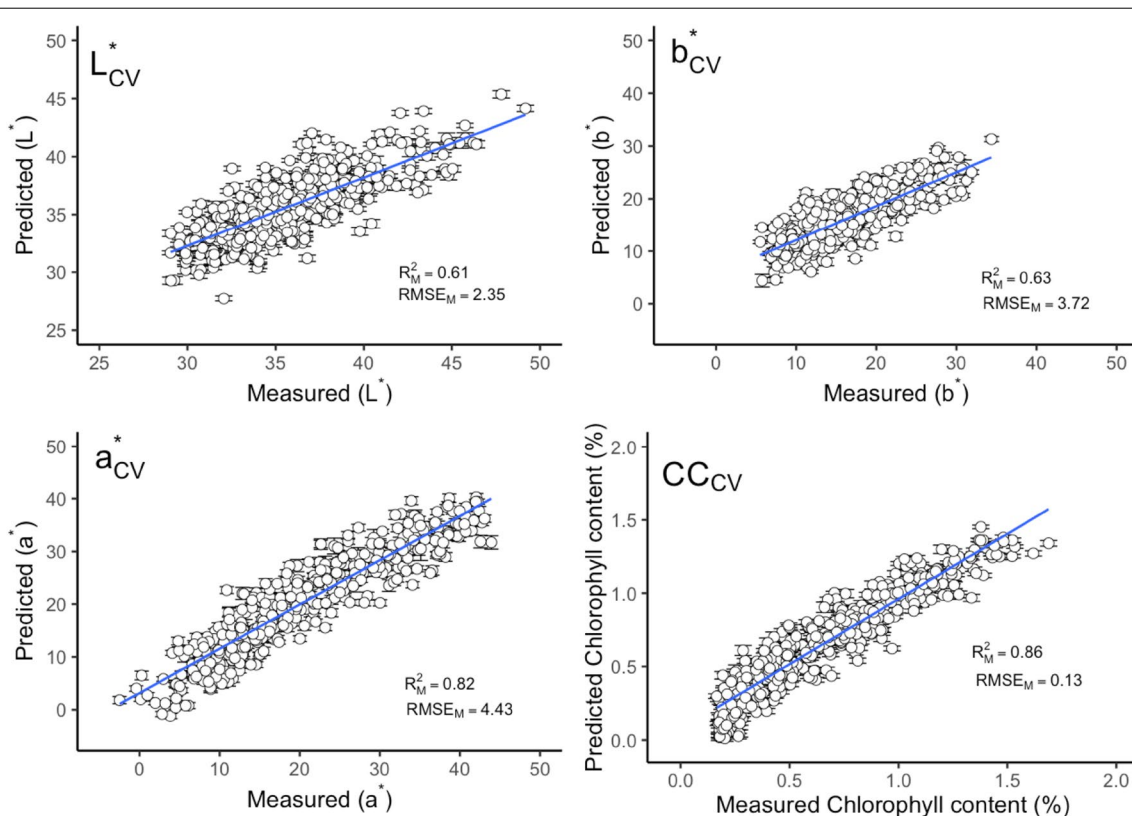 L*CV
Predicted (L*)
50
45
40
35
30
25
R²M = 0.61
RMSEM = 2.35
25 30 35 40 45 50
Measured (L*)
b*CV
Predicted (b*)
50
40
30
20
10
0
R²M = 0.63
RMSEM = 3.72
0 10 20 30 40 50
Measured (b*)
a*CV
Predicted (a*)
50
40
30
20
10
0
R²M = 0.82
RMSEM = 4.43
0 10 20 30 40 50
Measured (a*)
CCCV
Predicted Chlorophyll content (%)
2.0
1.5
1.0
0.5
0.0
R²M = 0.86
RMSEM = 0.13
0.0 0.5 1.0 1.5 2.0
Measured Chlorophyll content (%)